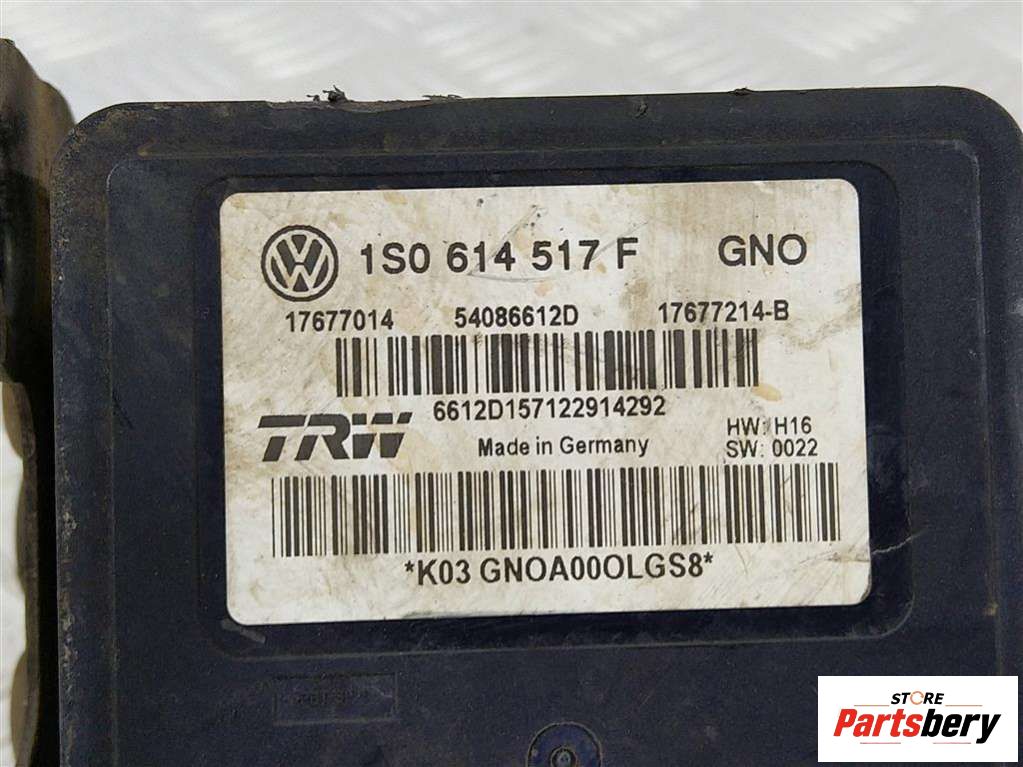 1S0 614 517 F GNO
17677014 54086612D 17677214-B
6612D157122914292
TRW Made in Germany HW: H16
SW: 0022
*K03 GNOA00OLGS8*
STORE
Partsbery